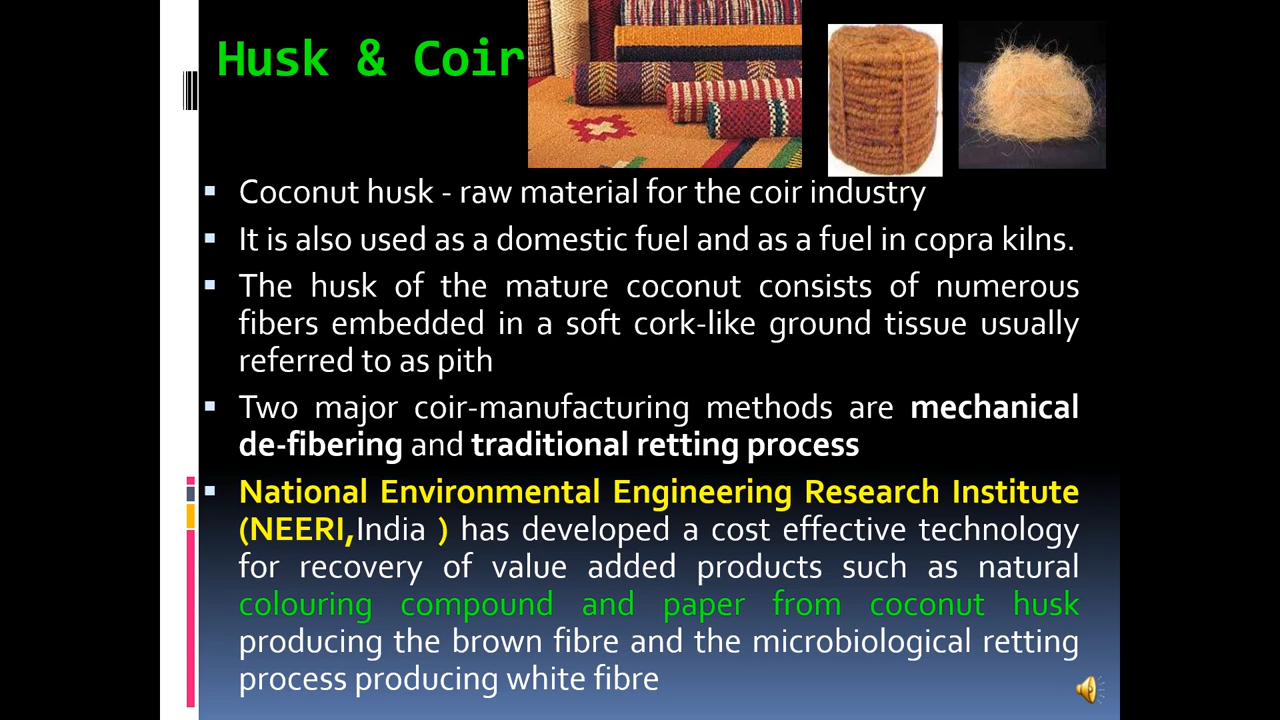 Husk & Coir
Coconut husk - raw material for the coir industry
It is also used as a domestic fuel and as a fuel in copra kilns.
The husk of the mature coconut consists of numerous
fibers embedded in a soft cork-like ground tissue usually
referred to as pith
Two major coir-manufacturing methods are mechanical
de-fibering and traditional retting process
National Environmental Engineering Research Institute
(NEERI,India ) has developed a cost effective technology
for recovery of value added products such as natural
colouring compound and paper from coconut husk
producing the brown fibre and the microbiological retting
process producing white fibre